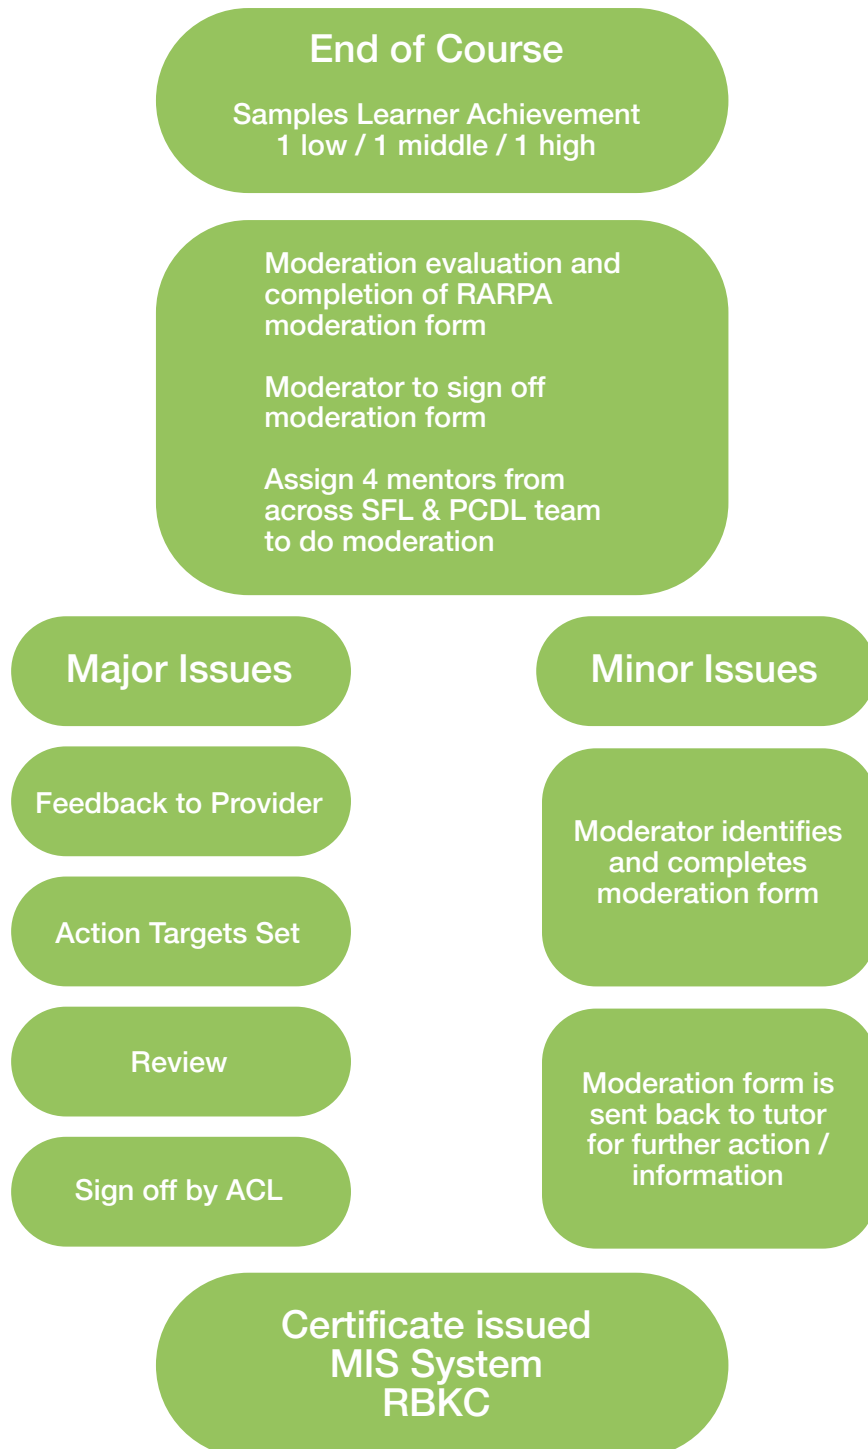 End of Course
Samples Learner Achievement
1 low / 1 middle / 1 high
Moderation evaluation and
completion of RARPA
moderation form
Moderator to sign off
moderation form
Assign 4 mentors from
across SFL & PCDL team
to do moderation
Major Issues
Feedback to Provider
Action Targets Set
Review
Sign off by ACL
Minor Issues
Moderator identifies
and completes
moderation form
Moderation form is
sent back to tutor
for further action /
information
Certificate issued
MIS System
RBKC